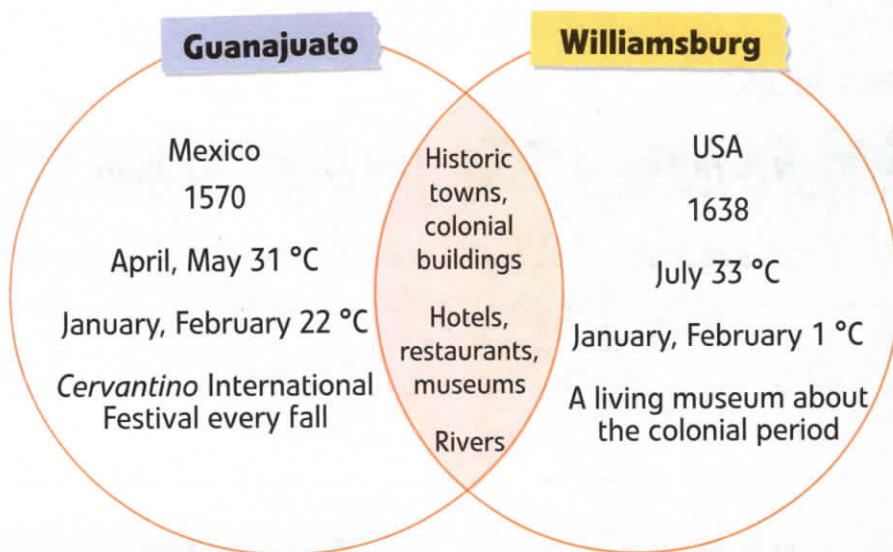 Guanajuato
Williamsburg
Mexico
1570
April, May 31 °C
January, February 22 °C
Cervantino International
Festival every fall
Historic
towns,
colonial
buildings
Hotels,
restaurants,
museums
Rivers
USA
1638
July 33 °C
January, February 1 °C
A living museum about
the colonial period